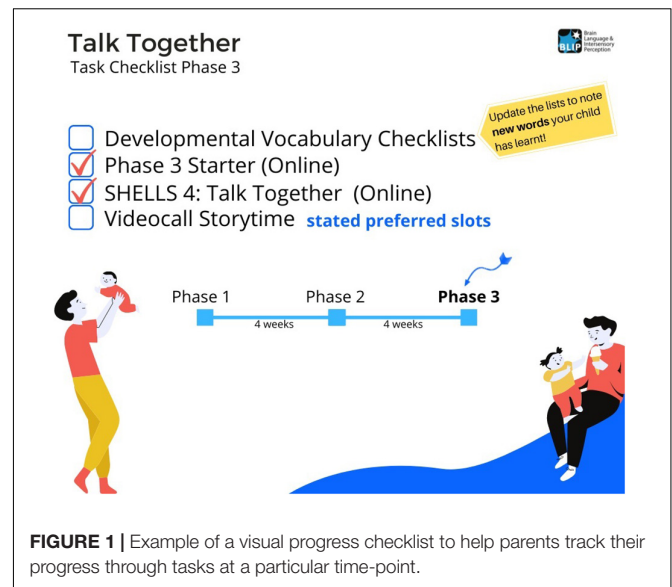 Talk Together
Task Checklist Phase 3
BLIP
Brain
Language &
Intersensory
Perception
Update the lists to note
new words your child
has learnt!
Developmental Vocabulary Checklists
Phase 3 Starter (Online)
SHELLS 4: Talk Together (Online)
Videocall Storytime stated preferred slots
Phase 1 Phase 2 Phase 3
4 weeks 4 weeks
FIGURE 1 | Example of a visual progress checklist to help parents track their
progress through tasks at a particular time-point.